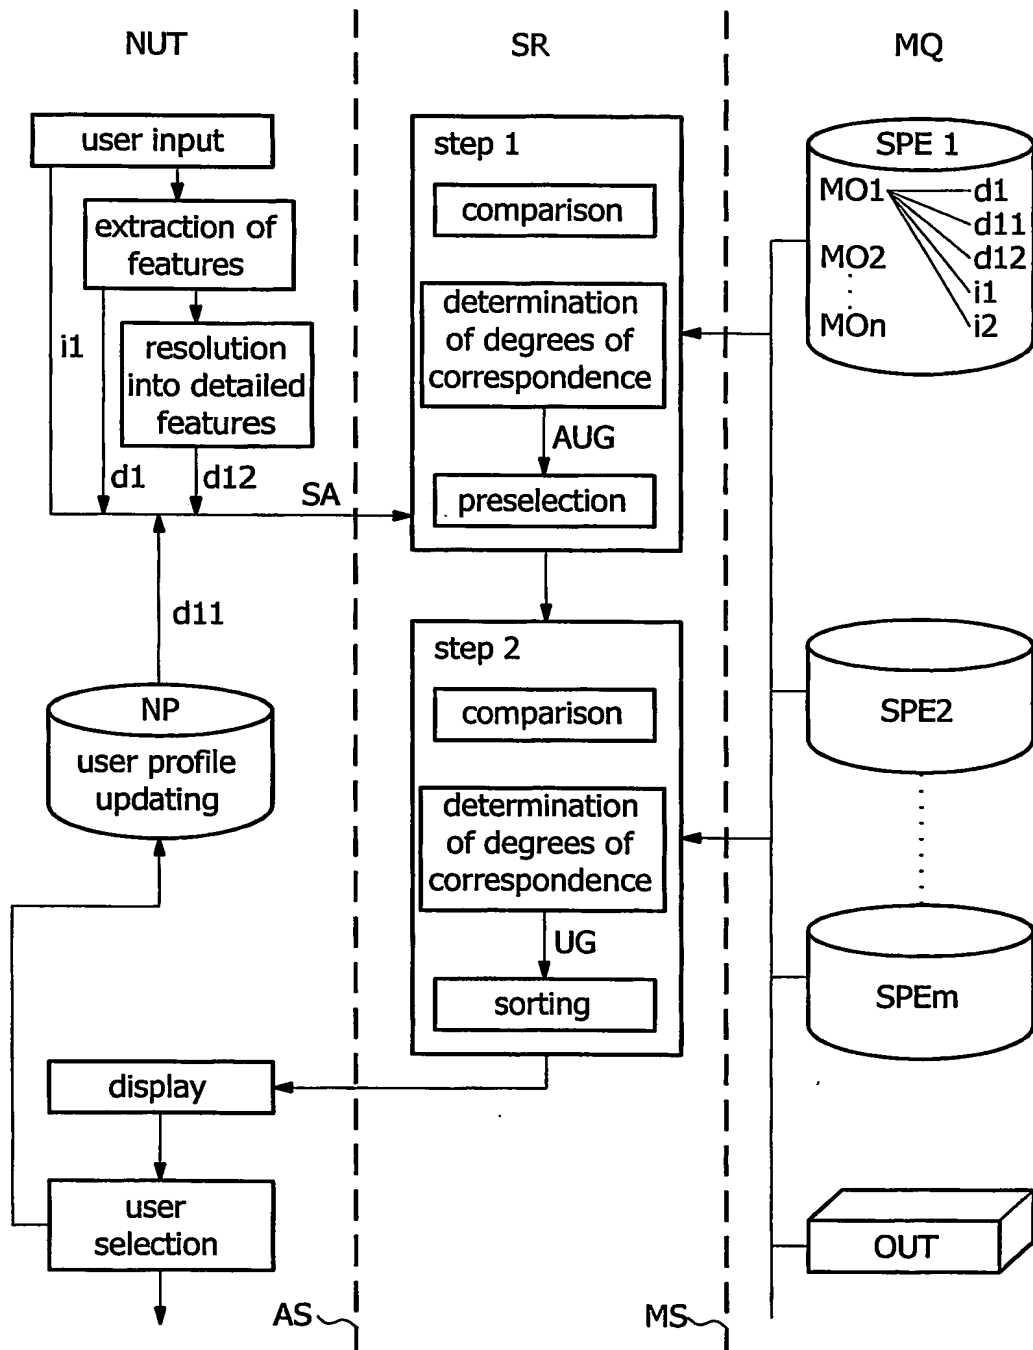 NUT
SR
MQ
user input
extraction of
features
resolution
into detailed
features
i1
d1
d12
SA
d11
NP
user profile
updating
display
user
selection
AS
step 1
comparison
determination
of degrees of
correspondence
AUG
preselection
step 2
comparison
determination
of degrees of
correspondence
UG
sorting
MS
SPE 1
MO1
d1
d11
MO2
d12
i1
MOn
i2
SPE2
SPEm
OUT